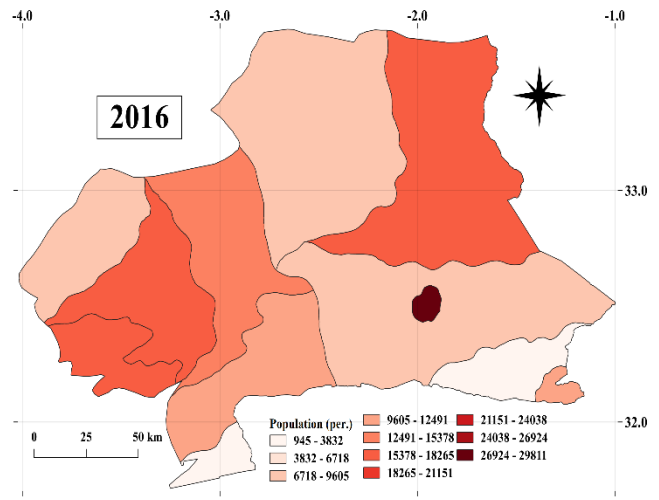 -4.0 -3.0 -2.0 -1.0
2016
-33.0
0 25 50 km
-32.0
Population (per.)
945 - 3832
3832 - 6718
6718 - 9605
9605 - 12491
12491 - 15378
15378 - 18265
18265 - 21151
21151 - 24038
24038 - 26924
26924 - 29811